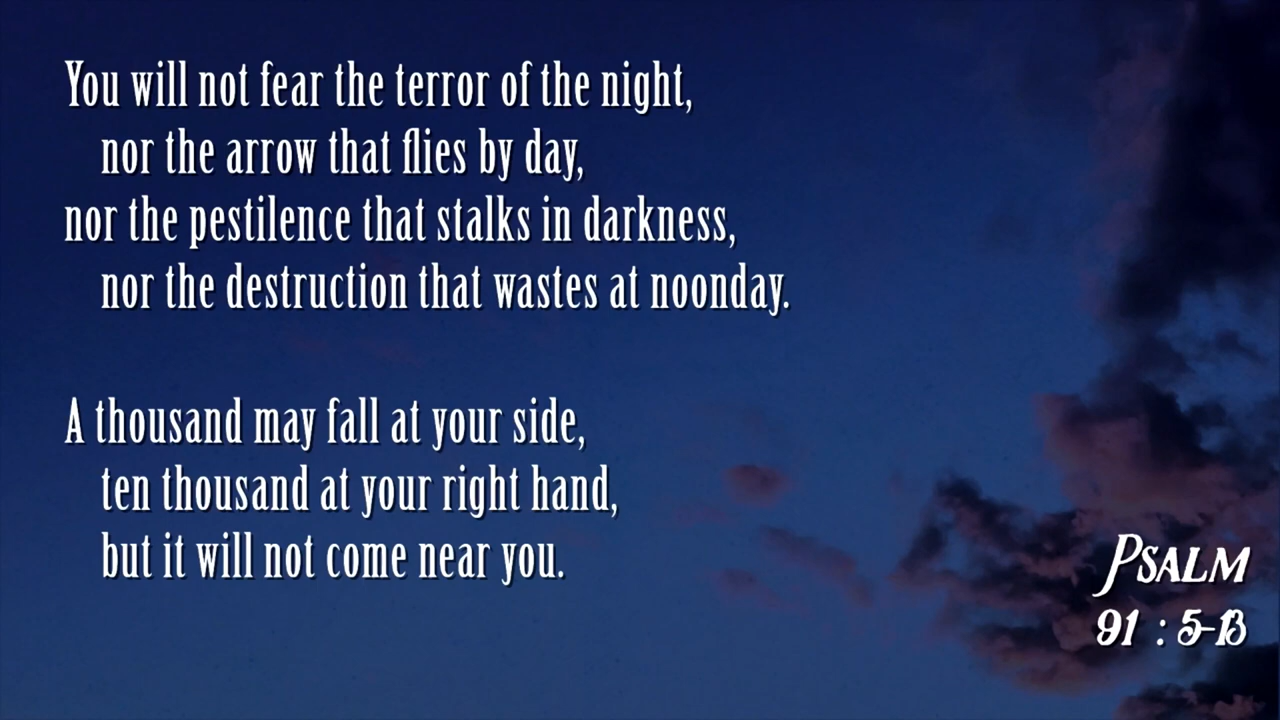 You will not fear the terror of the night,
nor the arrow that flies by day,
nor the pestilence that stalks in darkness,
nor the destruction that wastes at noonday.
A thousand may fall at your side,
ten thousand at your right hand,
but it will not come near you.
Psalm
91 : 5-13